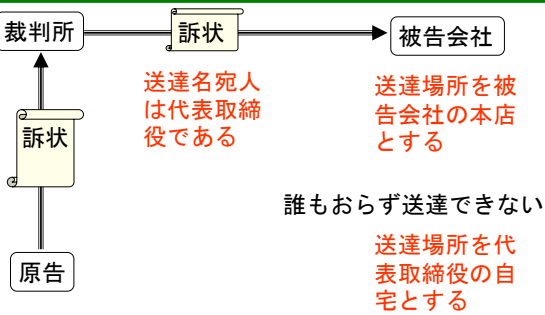 裁判所
訴状
被告会社
送達名宛人
は代表取締
役である
送達場所を被
告会社の本店
とする
訴状
誰もおらず送達できない
送達場所を代
表取締役の自
宅とする
原告